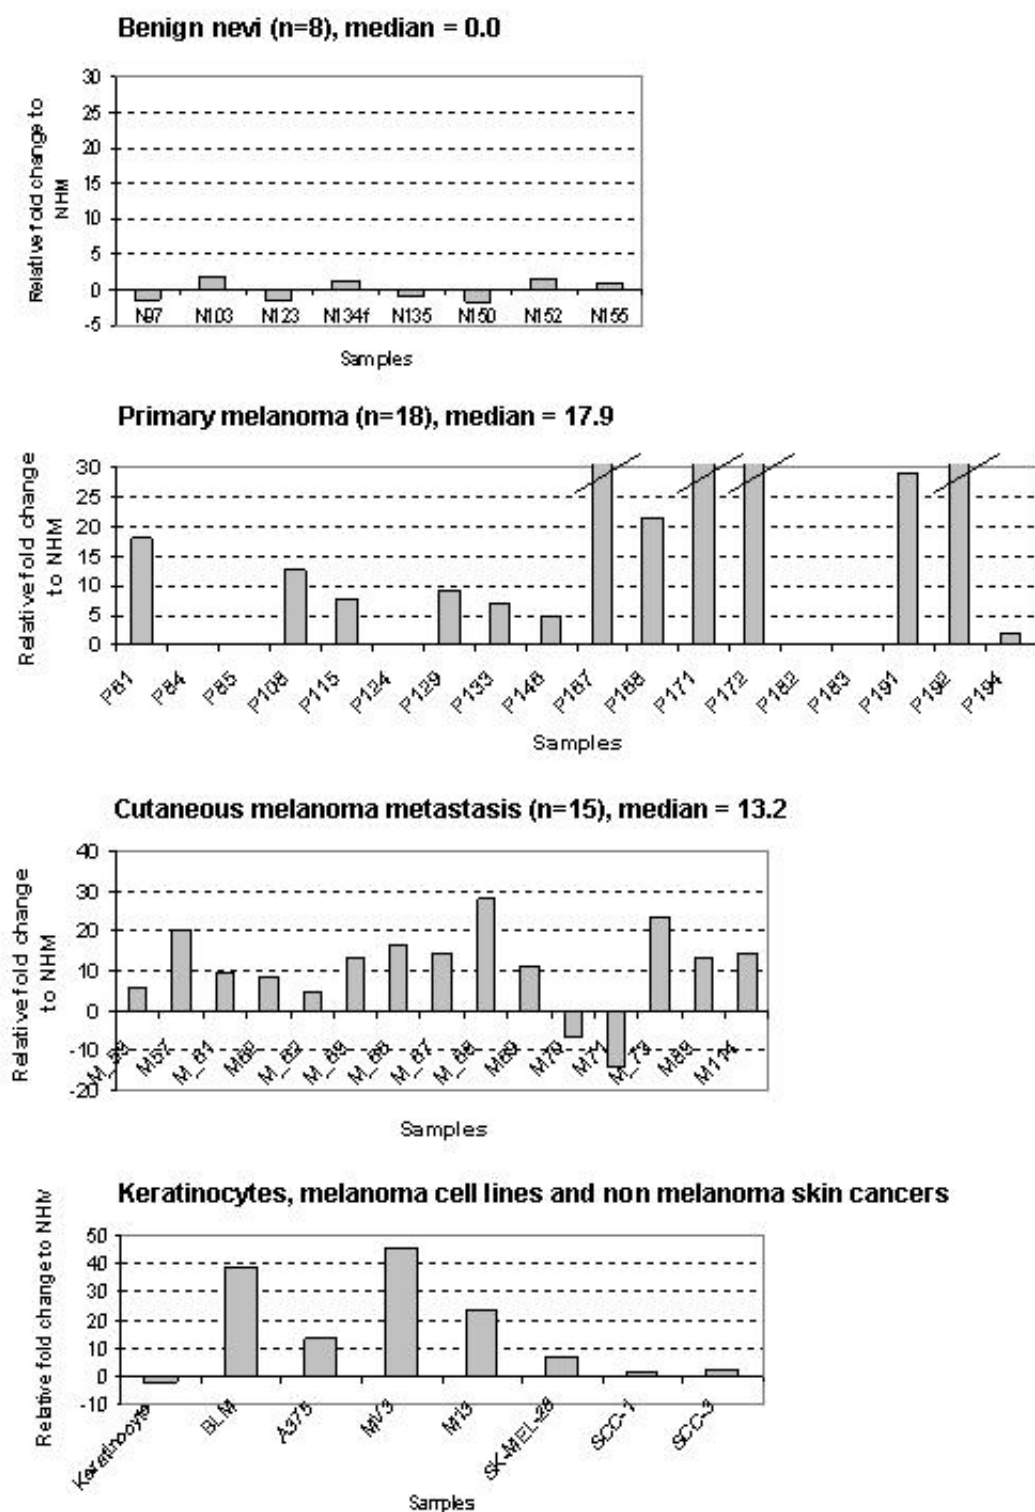 Benign nevi (n=8), median = 0.0
Relative fold change to
NHM
30
25
20
15
10
5
0
-5
N97 N103 N123 N134f N135 N150 N152 N155
Samples
Primary melanoma (n=18), median = 17.9
Relative fold change
to NHM
30
25
20
15
10
5
0
P81 P84 P85 P108 P115 P124 P129 P133 P146 P167 P168 P171 P172 P182 P183 P191 P192 P194
Samples
Cutaneous melanoma metastasis (n=15), median = 13.2
Relative fold change
to NHM
40
30
20
10
0
-10
-20
M57 M70 M71 M_73 M114
Samples
Keratinocytes, melanoma cell lines and non melanoma skin cancers
Relative fold change to NHM
50
40
30
20
10
0
-10
Keratinocyte BLM A375 MV3 M13 SK-MEL-28 SCC-1 SCC-3
Samples